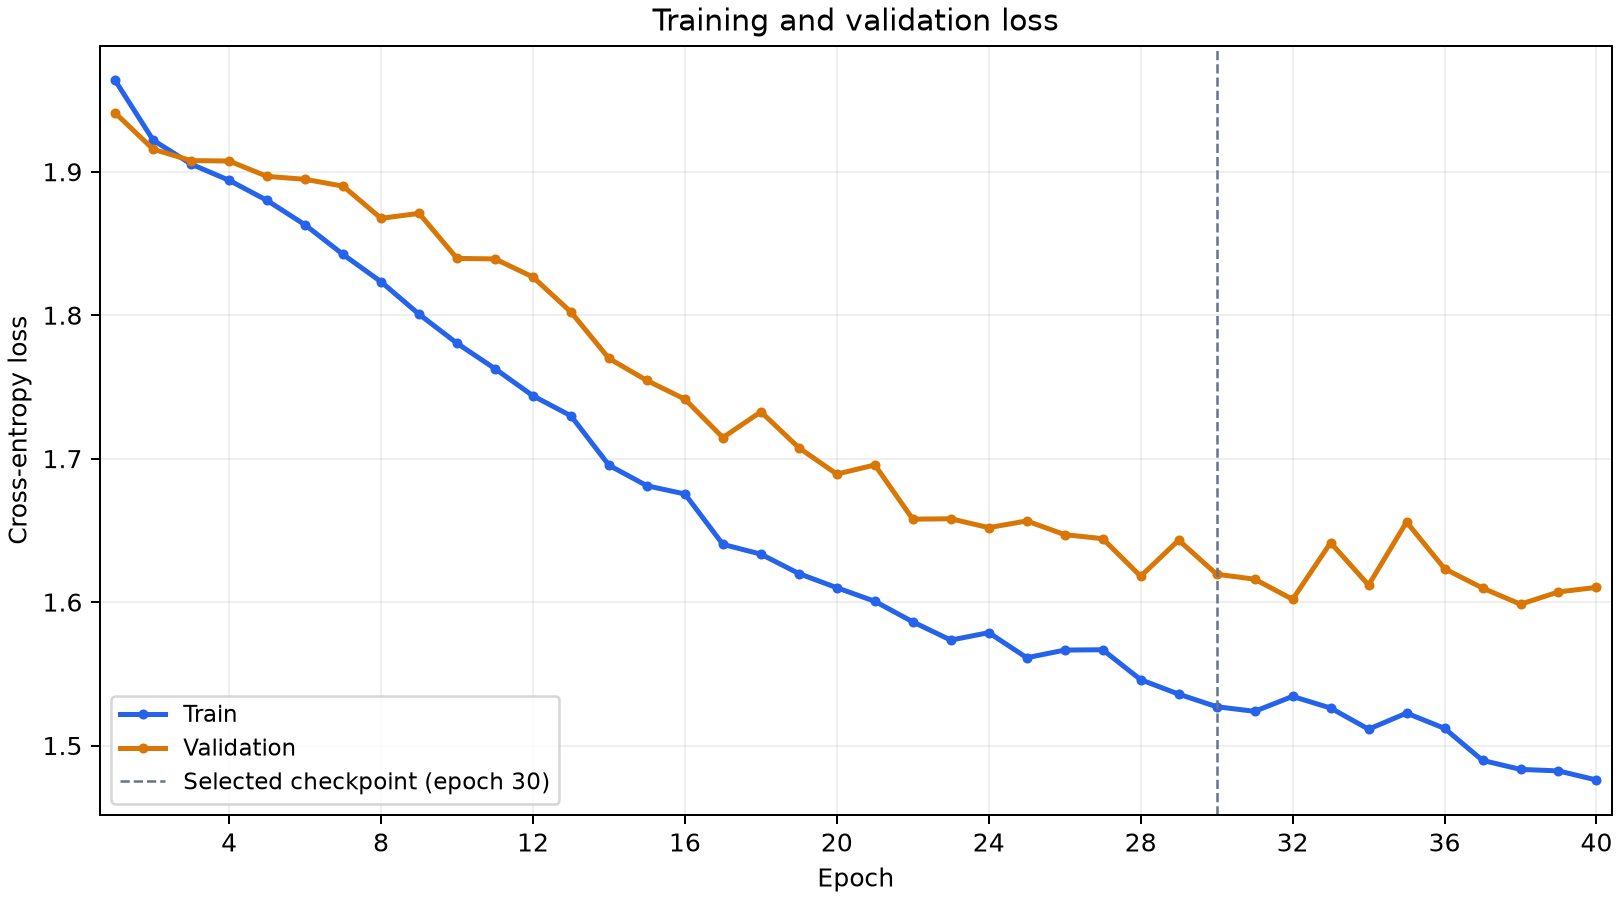 Training and validation loss
Cross-entropy loss
1.9
1.8
1.7
1.6
1.5
Train
Validation
Selected checkpoint (epoch 30)
4 8 12 16 20 24 28 32 36 40
Epoch